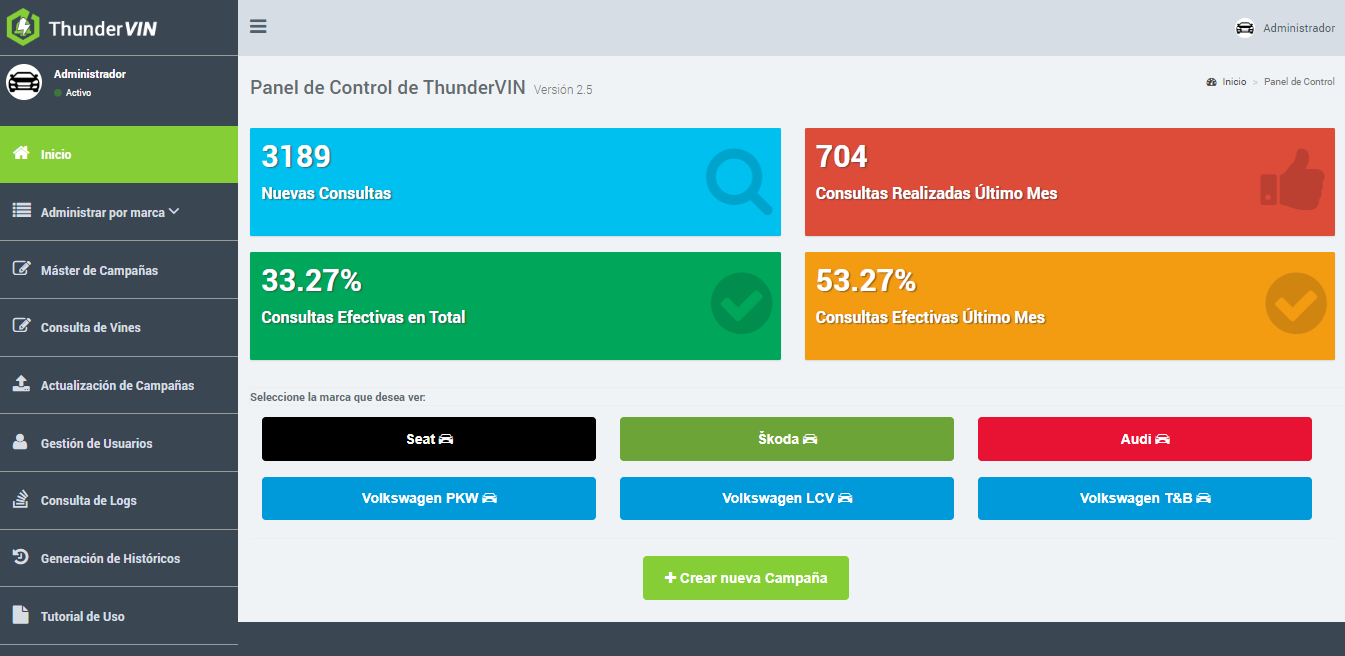 ThunderVIN
Administrador
Administrador
Activo
Inicio
Administrar por marca
Máster de Campañas
Consulta de Vines
Actualización de Campañas
Gestión de Usuarios
Consulta de Logs
Generación de Históricos
Tutorial de Uso
Panel de Control de ThunderVIN Versión 2.5
Inicio > Panel de Control
3189
Nuevas Consultas
704
Consultas Realizadas Último Mes
33.27%
Consultas Efectivas en Total
53.27%
Consultas Efectivas Último Mes
Seleccione la marca que desea ver:
Seat
Škoda
Audi
Volkswagen PKW
Volkswagen LCV
Volkswagen T&B
Crear nueva Campaña